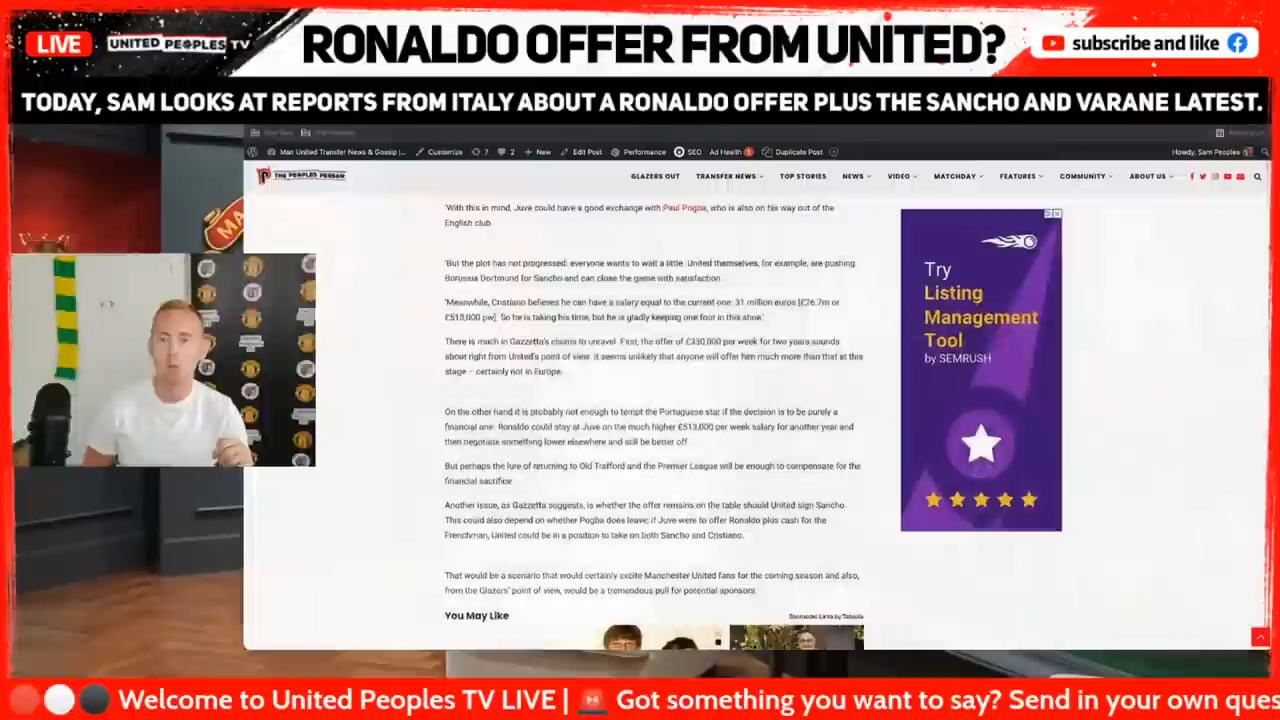 LIVE
UNITED PEOPLES TV
RONALDO OFFER FROM UNITED?
subscribe and like
TODAY, SAM LOOKS AT REPORTS FROM ITALY ABOUT A RONALDO OFFER PLUS THE SANCHO AND VARANE LATEST.
Man United Transfer News & Gossip |... Customize 7 2 + New Edit Post Performance SEO Ad Health 1 Duplicate Post Howdy, Sam Peoples
THE PEOPLES PERSON
GLAZERS OUT TRANSFER NEWS TOP STORIES NEWS VIDEO MATCHDAY FEATURES COMMUNITY ABOUT US
'With this in mind, Juve could have a good exchange with Paul Pogba, who is also on his way out of the
English club.
'But the plot has not progressed: everyone wants to wait a little. United themselves, for example, are pushing
Borussia Dortmund for Sancho and can close the game with satisfaction.
'Meanwhile, Cristiano believes he can have a salary equal to the current one: 31 million euros [£26.7m or
£513,000 pw]. So he is taking his time, but he is gladly keeping one foot in this shoe.'
There is much in Gazzetta's claims to unravel. First, the offer of £330,000 per week for two years sounds
about right from United's point of view. It seems unlikely that anyone will offer him much more than that at this
stage – certainly not in Europe.
On the other hand it is probably not enough to tempt the Portuguese star if the decision is to be purely a
financial one. Ronaldo could stay at Juve on the much higher £513,000 per week salary for another year and
then negotiate something lower elsewhere and still be better off.
But perhaps the lure of returning to Old Trafford and the Premier League will be enough to compensate for the
financial sacrifice.
Another issue, as Gazzetta suggests, is whether the offer remains on the table should United sign Sancho.
This could also depend on whether Pogba does leave; if Juve were to offer Ronaldo plus cash for the
Frenchman, United could be in a position to take on both Sancho and Cristiano.
That would be a scenario that would certainly excite Manchester United fans for the coming season and also,
from the Glazers' point of view, would be a tremendous pull for potential sponsors.
You May Like
Sponsored Links by Taboola
Try
Listing
Management
Tool
by SEMRUSH
Welcome to United Peoples TV LIVE | Got something you want to say? Send in your own ques